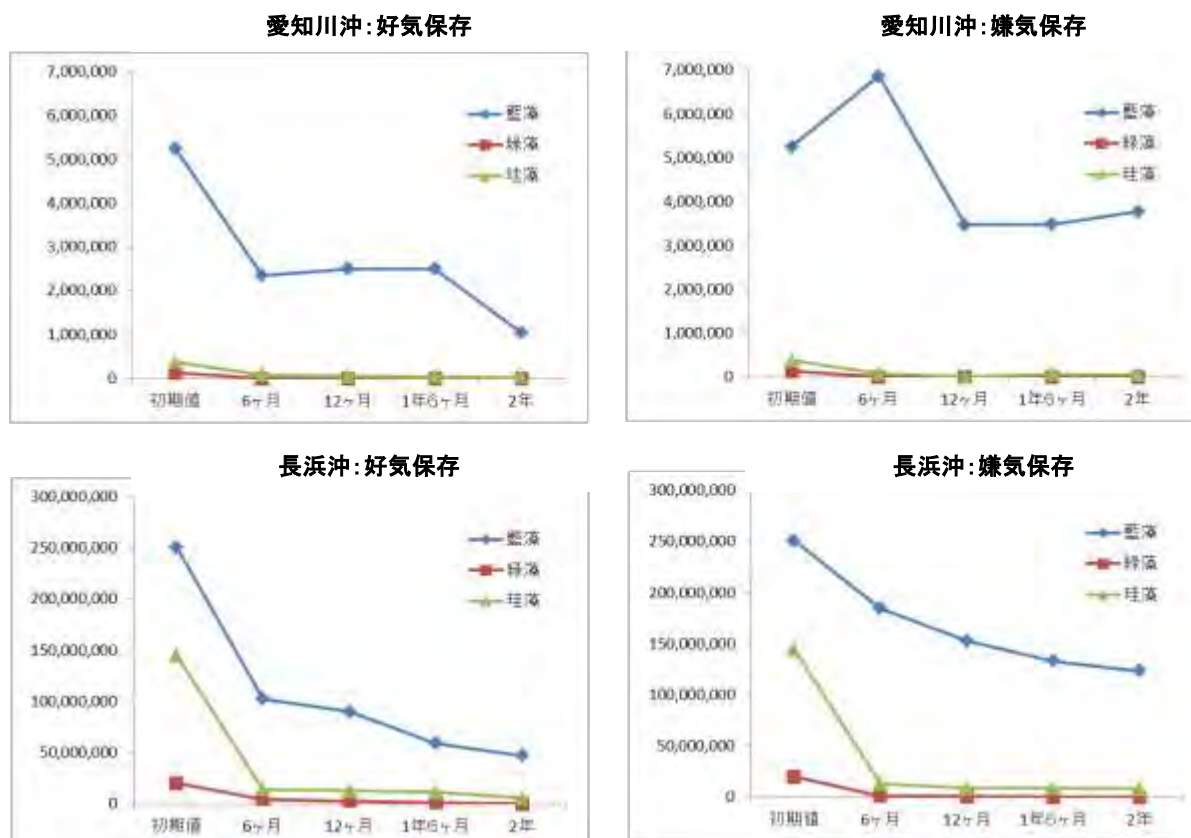 愛知川沖:好気保存
7,000,000
6,000,000
5,000,000
4,000,000
3,000,000
2,000,000
1,000,000
0
藍藻
緑藻
珪藻
初期値 6ヶ月 12ヶ月 1年6ヶ月 2年
愛知川沖:嫌気保存
7,000,000
6,000,000
5,000,000
4,000,000
3,000,000
2,000,000
1,000,000
0
藍藻
緑藻
珪藻
初期値 6ヶ月 12ヶ月 1年6ヶ月 2年
長浜沖:好気保存
300,000,000
250,000,000
200,000,000
150,000,000
100,000,000
50,000,000
0
藍藻
緑藻
珪藻
初期値 6ヶ月 12ヶ月 1年6ヶ月 2年
長浜沖:嫌気保存
300,000,000
250,000,000
200,000,000
150,000,000
100,000,000
50,000,000
0
藍藻
緑藻
珪藻
初期値 6ヶ月 12ヶ月 1年6ヶ月 2年